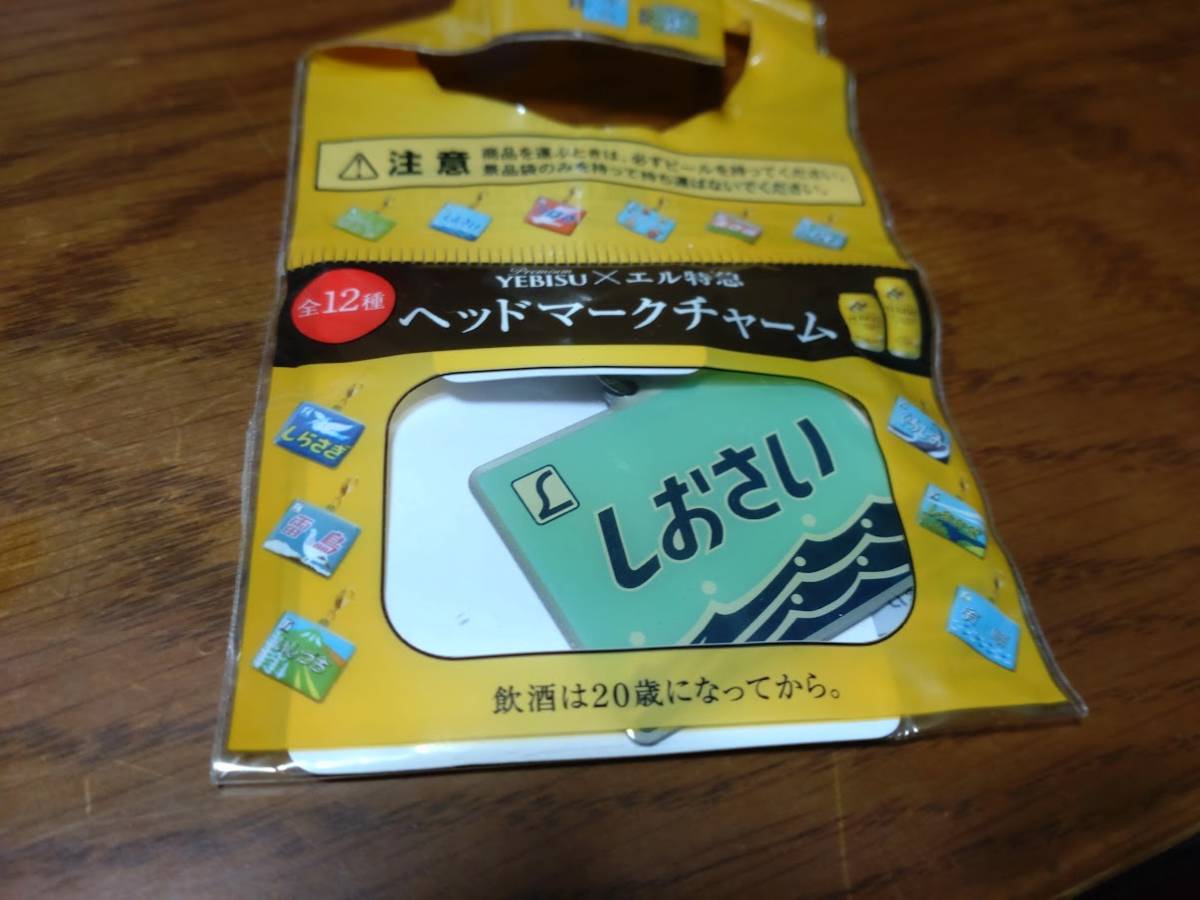 注意
商品を運ぶときは、必ずビールを持ってください。
景品袋のみを持って持ち運ばないでください。
Premium
YEBISU×エル特急
全12種
ヘッドマークチャーム
しらさぎ
しおさい
L
雷鳥
飲酒は20歳になってから。